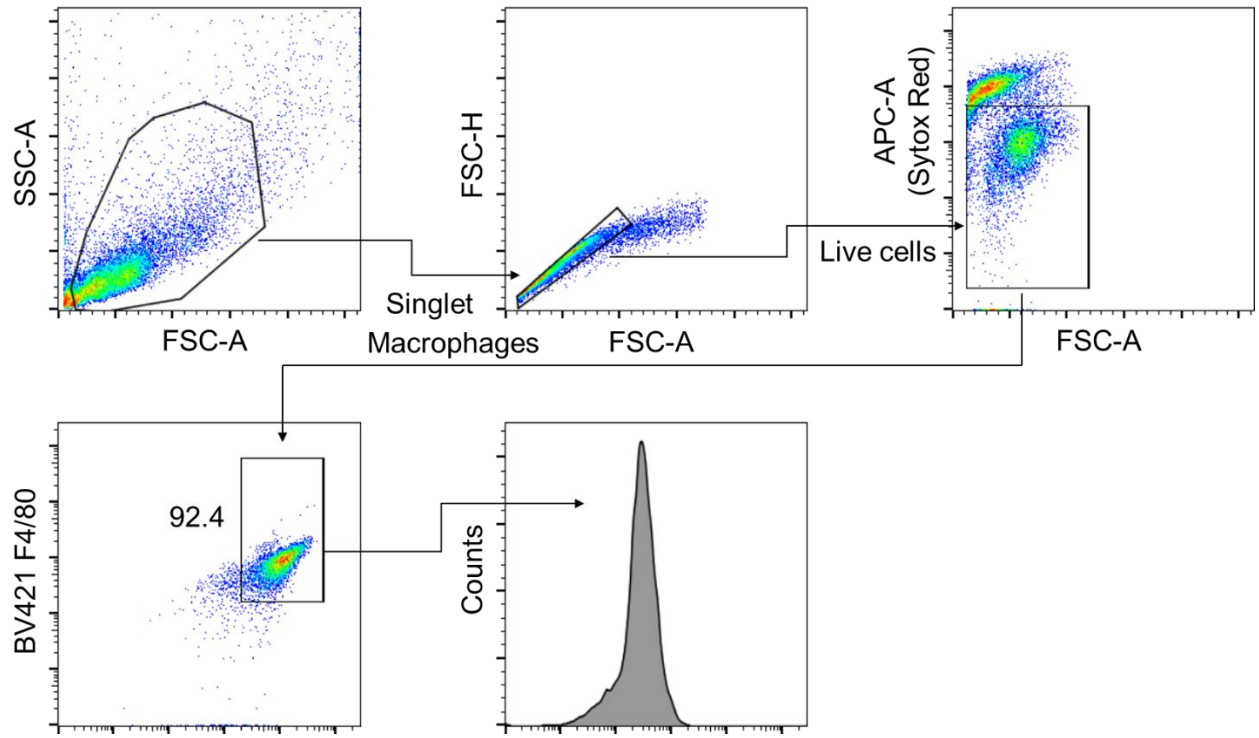 SSC-A
FSC-A
Singlet
Macrophages
FSC-H
FSC-A
Live cells
APC-A
(Sytox Red)
FSC-A
BV421 F4/80
92.4
Counts